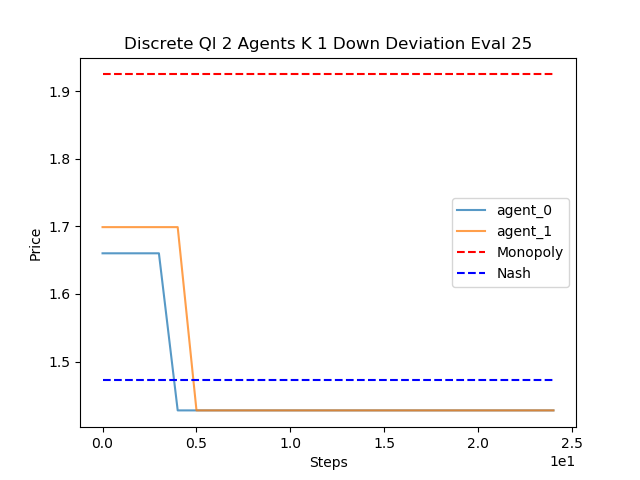 Discrete Ql 2 Agents K 1 Down Deviation Eval 25
Price
1.9
1.8
1.7
1.6
1.5
agent_0
agent_1
Monopoly
Nash
0.0 0.5 1.0 1.5 2.0 2.5
1e1
Steps